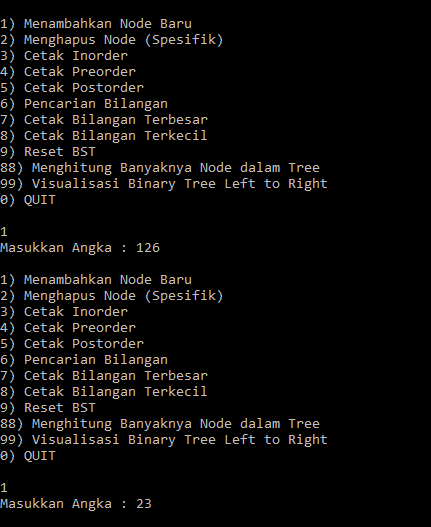 1) Menambahkan Node Baru
2) Menghapus Node (Spesifik)
3) Cetak Inorder
4) Cetak Preorder
5) Cetak Postorder
6) Pencarian Bilangan
7) Cetak Bilangan Terbesar
8) Cetak Bilangan Terkecil
9) Reset BST
88) Menghitung Banyaknya Node dalam Tree
99) Visualisasi Binary Tree Left to Right
0) QUIT
1
Masukkan Angka : 126
1) Menambahkan Node Baru
2) Menghapus Node (Spesifik)
3) Cetak Inorder
4) Cetak Preorder
5) Cetak Postorder
6) Pencarian Bilangan
7) Cetak Bilangan Terbesar
8) Cetak Bilangan Terkecil
9) Reset BST
88) Menghitung Banyaknya Node dalam Tree
99) Visualisasi Binary Tree Left to Right
0) QUIT
1
Masukkan Angka : 23